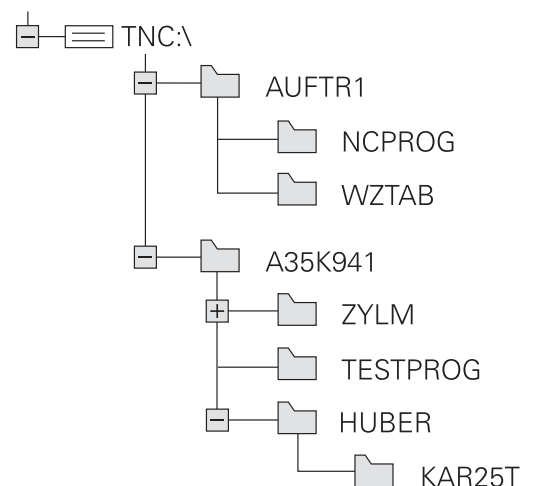 TNC:\
AUFTR1
NCPROG
WZTAB
A35K941
ZYLM
TESTPROG
HUBER
KAR25T